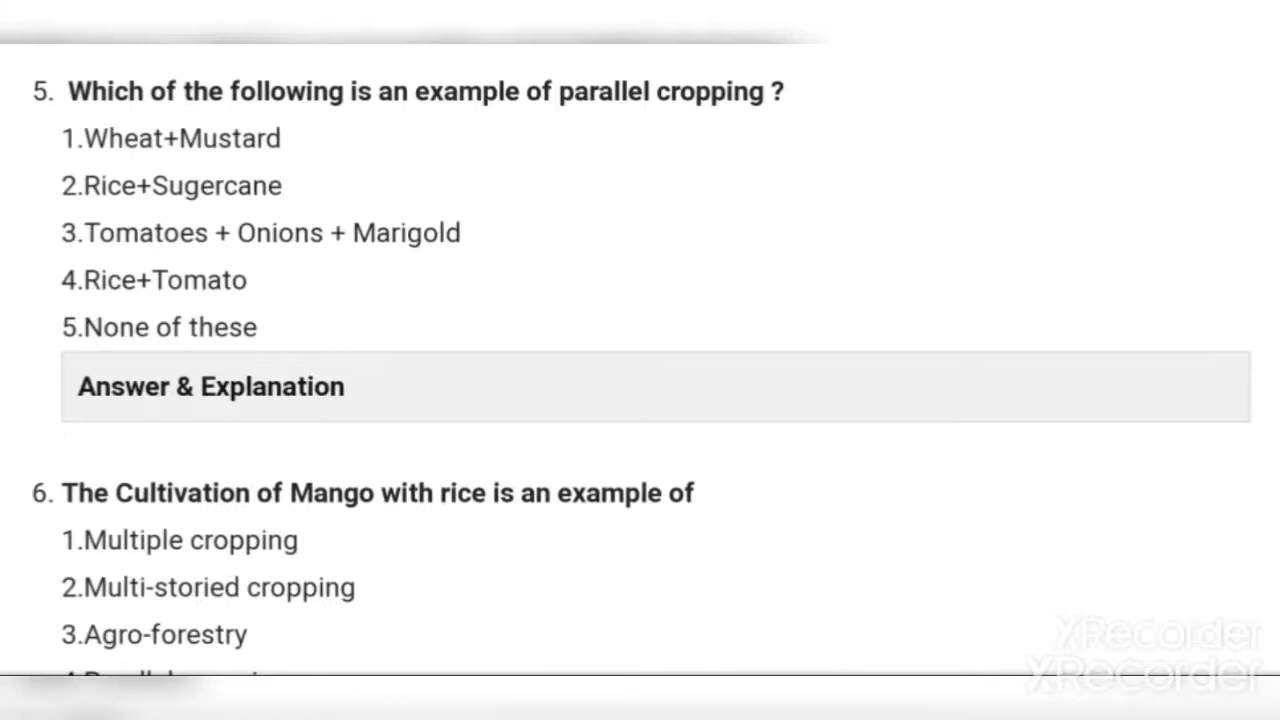 5. Which of the following is an example of parallel cropping ?
1.Wheat+Mustard
2.Rice+Sugercane
3.Tomatoes + Onions + Marigold
4.Rice+Tomato
5.None of these
Answer & Explanation
6. The Cultivation of Mango with rice is an example of
1.Multiple cropping
2.Multi-storied cropping
3.Agro-forestry
XRecorder
XRecorder